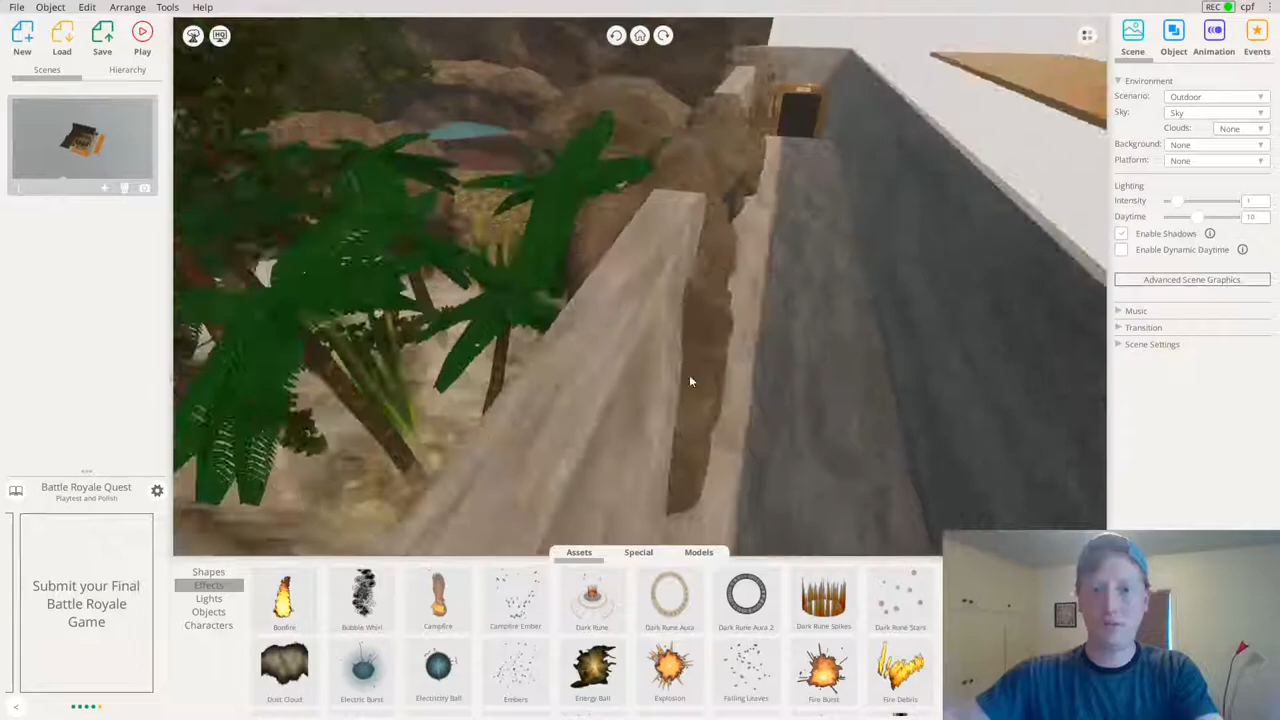 File Object Edit Arrange Tools Help
REC cpf
New Load Save Play
Scene Object Animation Events
Scenes Hierarchy
Environment
Scenario: Outdoor
Sky: Sky
Clouds: None
Background: None
Platform: None
Lighting
Intensity 1
Daytime 10
Enable Shadows
Enable Dynamic Daytime
Advanced Scene Graphics
Music
Transition
Scene Settings
Battle Royale Quest
Playtest and Polish
Submit your Final
Battle Royale
Game
Assets Special Models
Shapes
Effects
Lights
Objects
Characters
Bonfire Bubble Whirl Campfire Campfire Ember Dark Rune Dark Rune Aura Dark Rune Aura 2 Dark Rune Spikes Dark Rune Stars
Dust Cloud Electric Burst Electricity Ball Embers Energy Ball Explosion Falling Leaves Fire Burst Fire Debris